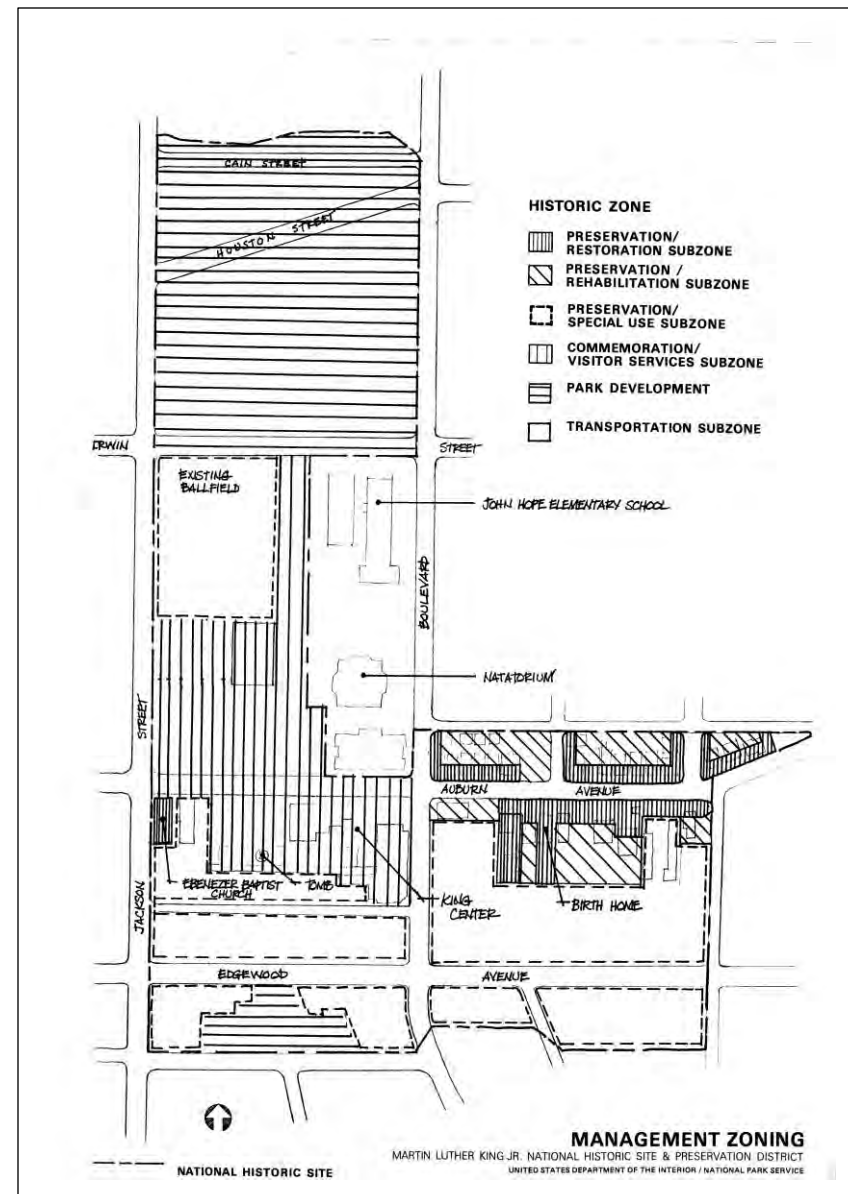 CAIN STREET
HOUSTON STREET
HISTORIC ZONE
PRESERVATION/
RESTORATION SUBZONE
PRESERVATION /
REHABILITATION SUBZONE
PRESERVATION/
SPECIAL USE SUBZONE
COMMEMORATION/
VISITOR SERVICES SUBZONE
PARK DEVELOPMENT
TRANSPORTATION SUBZONE
IRWIN
STREET
EXISTING
BALLFIELD
JOHN HOPE ELEMENTARY SCHOOL
BOULEVARD
NATATORIUM
STREET
AUBURN
AVENUE
EBENEZER BAPTIST
CHURCH
TOMB
KING
CENTER
BIRTH HOME
JACKSON
EDGEWOOD
AVENUE
MANAGEMENT ZONING
MARTIN LUTHER KING JR. NATIONAL HISTORIC SITE & PRESERVATION DISTRICT
UNITED STATES DEPARTMENT OF THE INTERIOR / NATIONAL PARK SERVICE
NATIONAL HISTORIC SITE